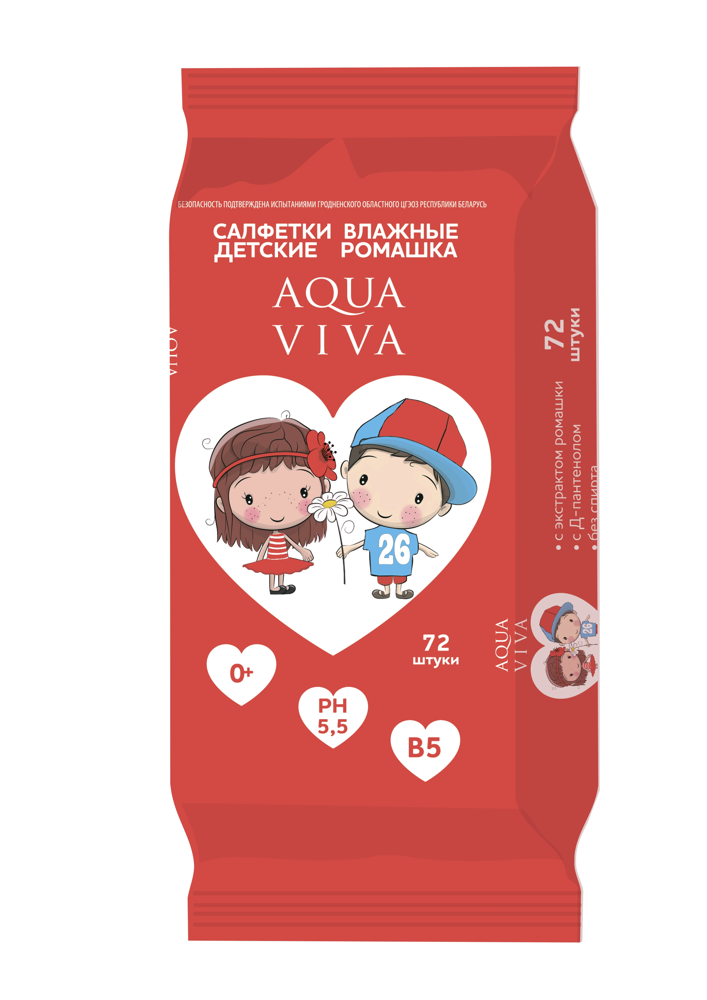 БЕЗОПАСНОСТЬ ПОДТВЕРЖДЕНА ИСПЫТАНИЯМИ ГРОДНЕНСКОГО ОБЛАСТНОГО ЦГЭОЗ РЕСПУБЛИКИ БЕЛАРУСЬ
САЛФЕТКИ ВЛАЖНЫЕ
ДЕТСКИЕ РОМАШКА
AQUA
VIVA
26
72
штуки
0+
PH
5,5
B5
AQUA
VIVA
72
штуки
• с экстрактом ромашки
• с Д-пантенолом
• без спирта
26